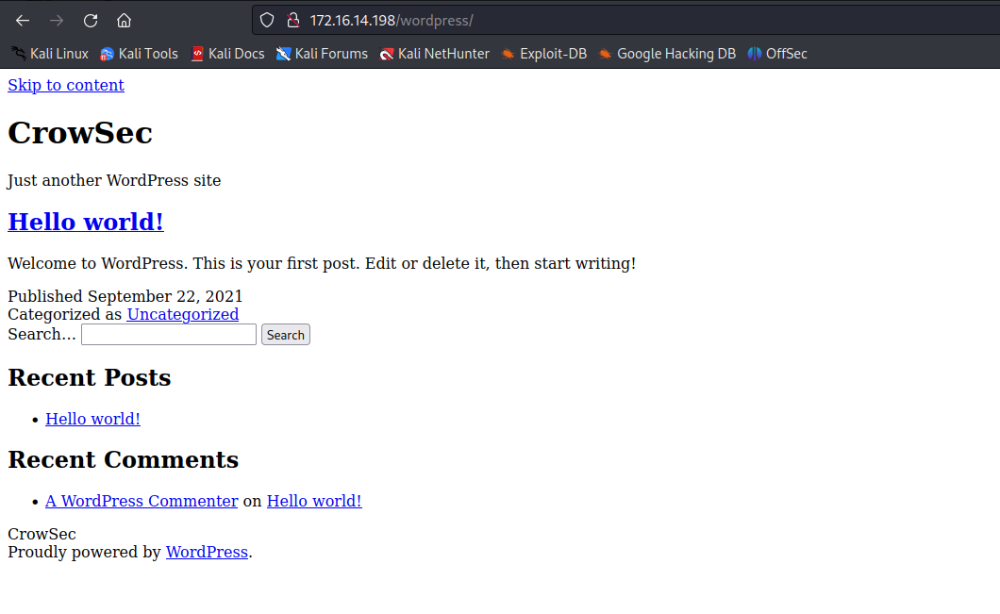 172.16.14.198/wordpress/
Kali Linux Kali Tools Kali Docs Kali Forums Kali NetHunter Exploit-DB Google Hacking DB OffSec
Skip to content
CrowSec
Just another WordPress site
Hello world!
Welcome to WordPress. This is your first post. Edit or delete it, then start writing!
Published September 22, 2021
Categorized as Uncategorized
Search… Search
Recent Posts
Hello world!
Recent Comments
A WordPress Commenter on Hello world!
CrowSec
Proudly powered by WordPress.